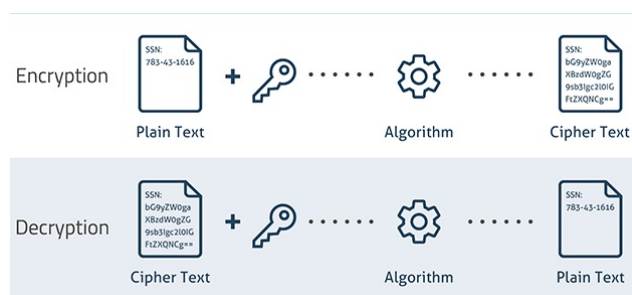 Encryption
SSN:
783-43-1616
+
SSN:
bG9yZW0ga
XBzdW0gZG
9sb3Igc2l0IG
FtZXQNCg==
Plain Text
Algorithm
Cipher Text
Decryption
SSN:
bG9yZW0ga
XBzdW0gZG
9sb3Igc2l0IG
FtZXQNCg==
+
SSN:
783-43-1616
Cipher Text
Algorithm
Plain Text